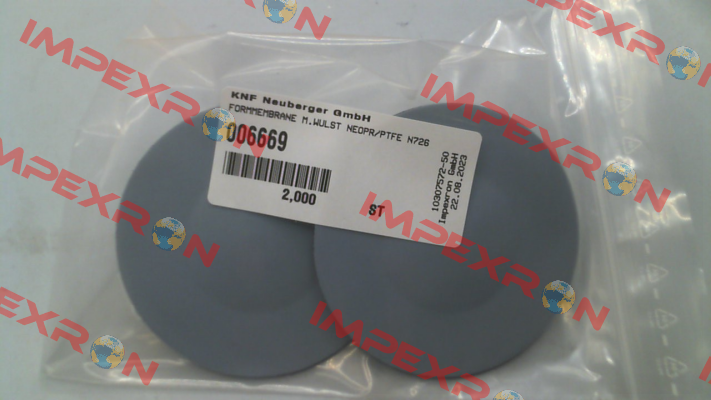 KNF Neuberger GmbH
FORMMEMBRANE M.WULST NEOPR/PTFE N726
006669
2,000
ST
10307572-50
Impexron GmbH
22.08.2023
IMPEXRON
IMPEXRON
IMPEXRON
IMPEXRON
IMPEXRON
IMPEXRON